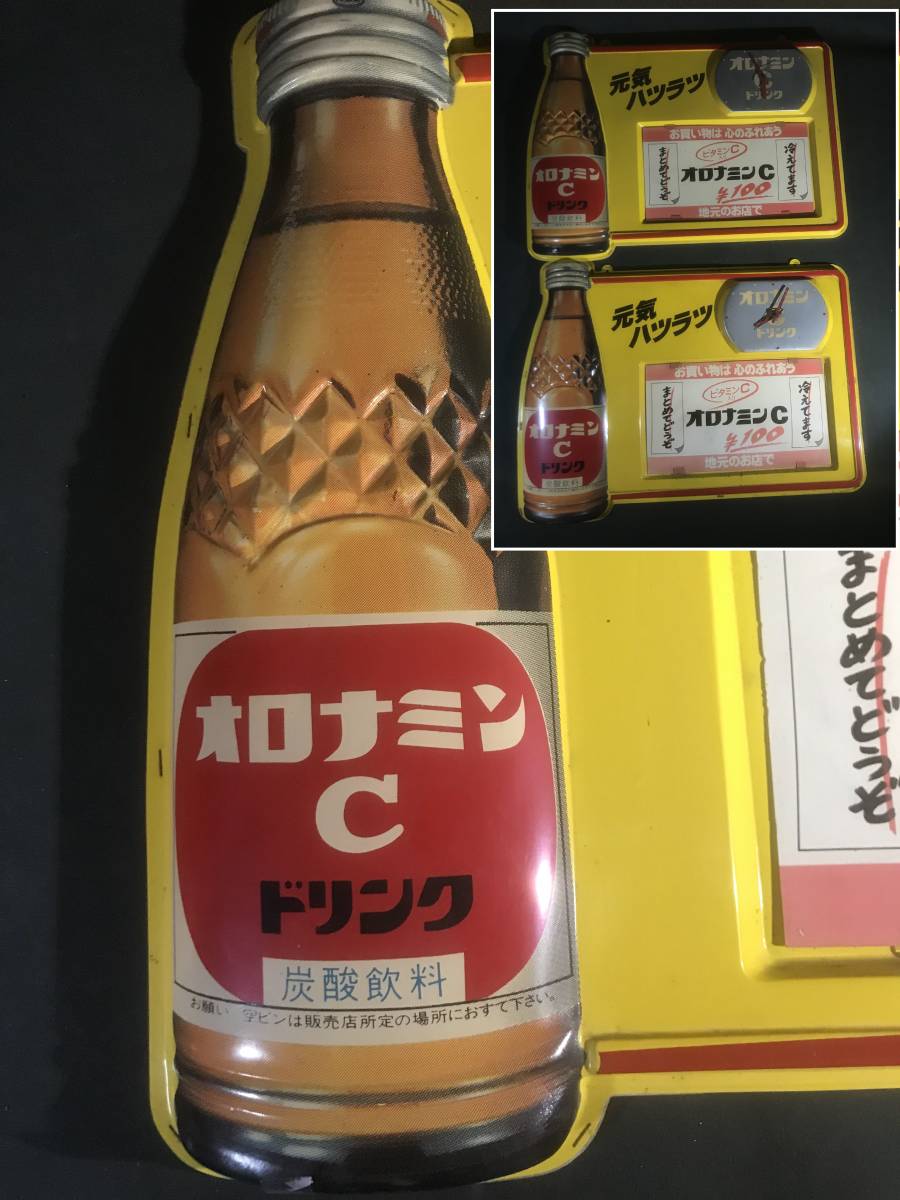 オロナミン
C
ドリンク
炭酸飲料
お願い 空ビンは販売店所定の場所におすて下さい。
まとめてどうぞ
元気
ハツラツ
オロナミン
C
ドリンク
お買い物は 心のふれあう
まとめてどうぞ
ビタミンC
オロナミンC
¥100
冷えてます
地元のお店で
オロナミン
C
ドリンク
炭酸飲料
元気
ハツラツ
オロナミン
ドリンク
お買い物は 心のふれあう
まとめてどうぞ
ビタミンC
入り
オロナミンC
¥100
冷えてます
地元のお店で
オロナミン
C
ドリンク
炭酸飲料